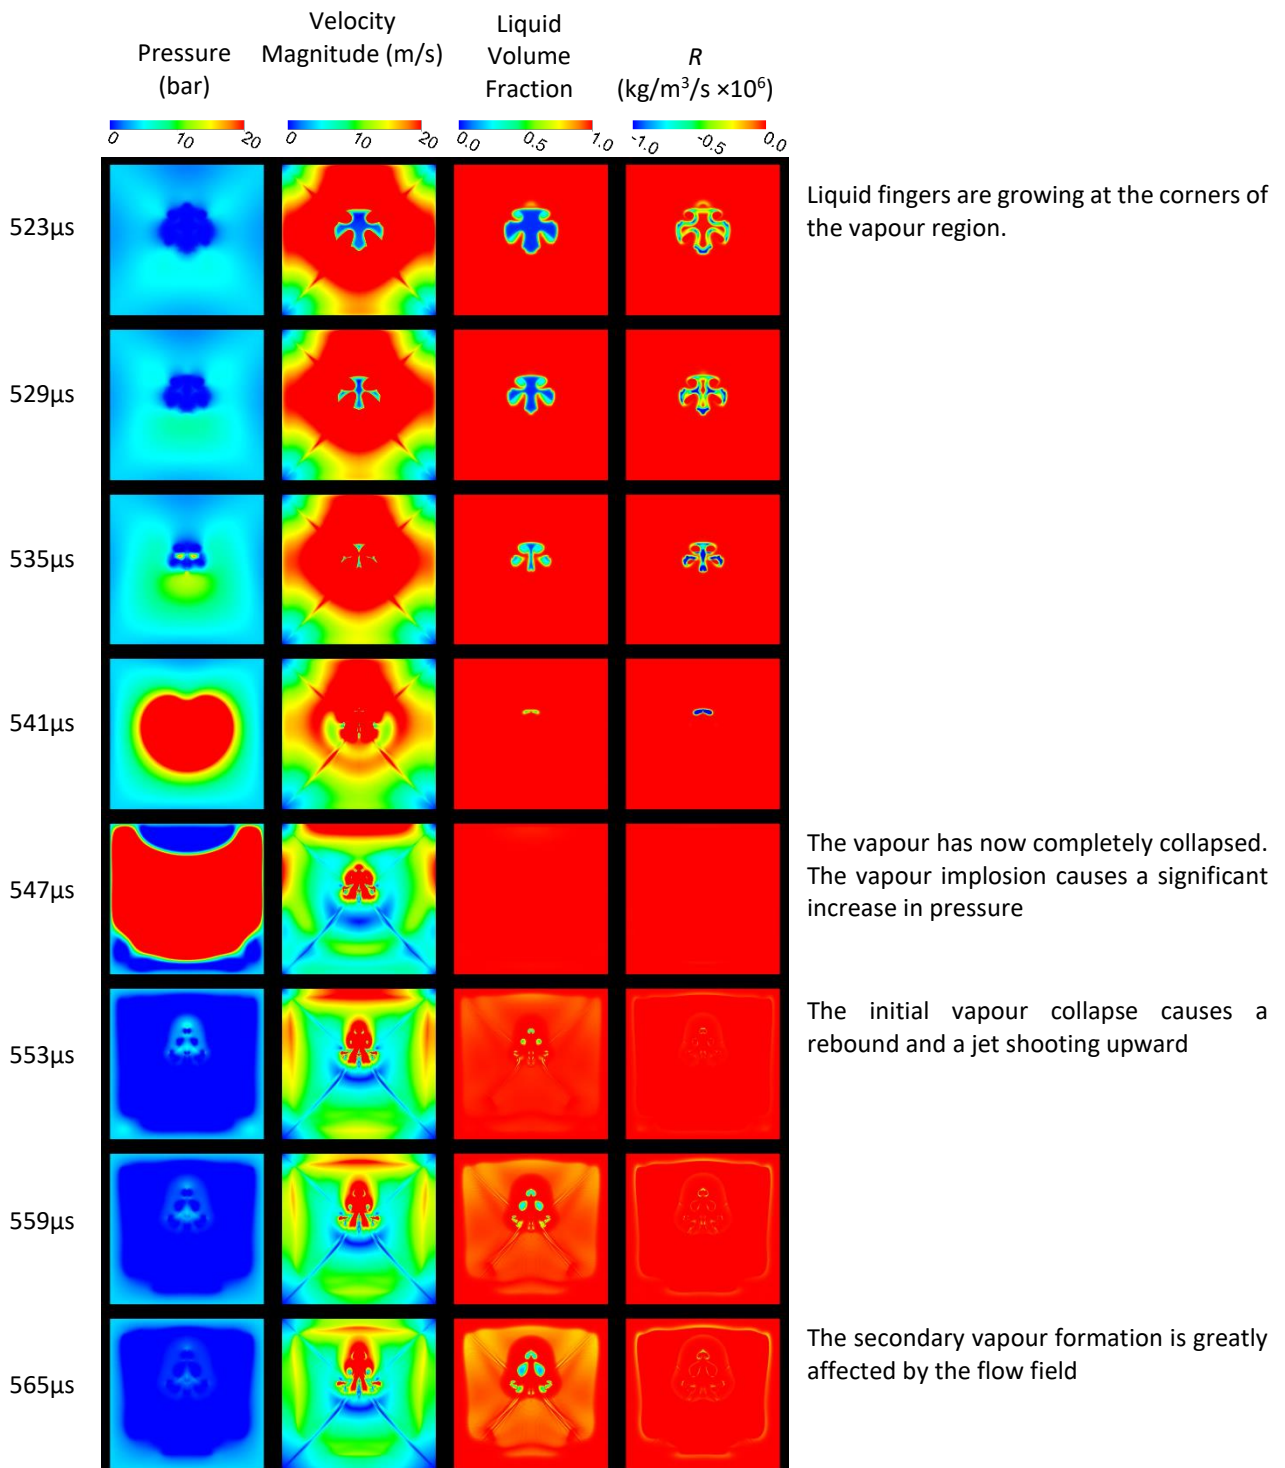 Pressure
(bar)
Velocity
Magnitude (m/s)
Liquid
Volume
Fraction
R
(kg/m³/s ×10⁶)
0 10 20
0 10 20
0.0 0.5 1.0
-1.0 -0.5 0.0
523μs
Liquid fingers are growing at the corners of
the vapour region.
529μs
535μs
541μs
547μs
The vapour has now completely collapsed.
The vapour implosion causes a significant
increase in pressure
553μs
The initial vapour collapse causes a
rebound and a jet shooting upward
559μs
565μs
The secondary vapour formation is greatly
affected by the flow field